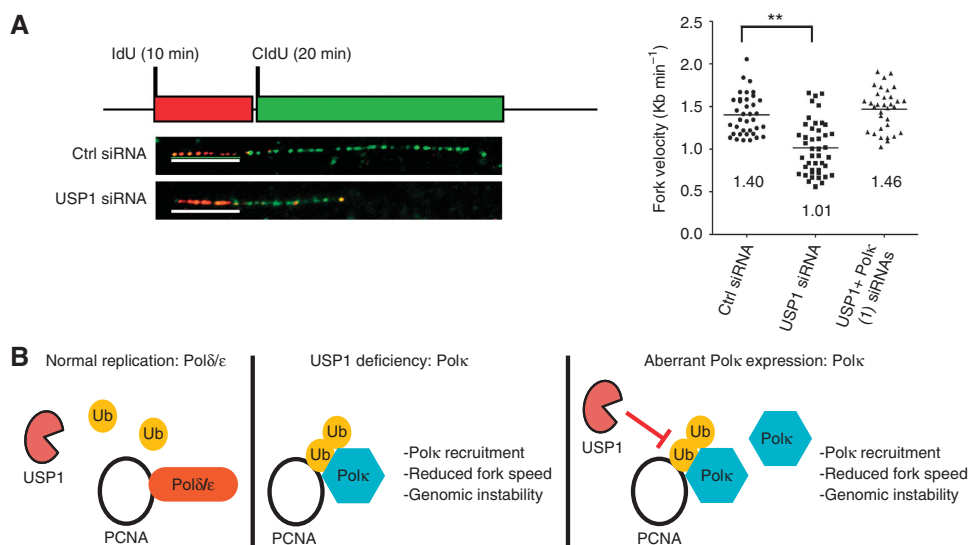 A
IdU (10 min)
CldU (20 min)
Ctrl siRNA
USP1 siRNA
Fork velocity (Kb min⁻¹)
2.5
2.0
1.5
1.0
0.5
0.0
**
1.40
1.01
1.46
Ctrl siRNA
USP1 siRNA
USP1+ Polκ
(1) siRNAs
B
Normal replication: Polδ/ε
Ub
Ub
USP1
Polδ/ε
PCNA
USP1 deficiency: Polκ
Ub
Ub
Polκ
PCNA
-Polκ recruitment
-Reduced fork speed
-Genomic instability
Aberrant Polκ expression: Polκ
USP1
Ub
Ub
Polκ
Polκ
PCNA
-Polκ recruitment
-Reduced fork speed
-Genomic instability